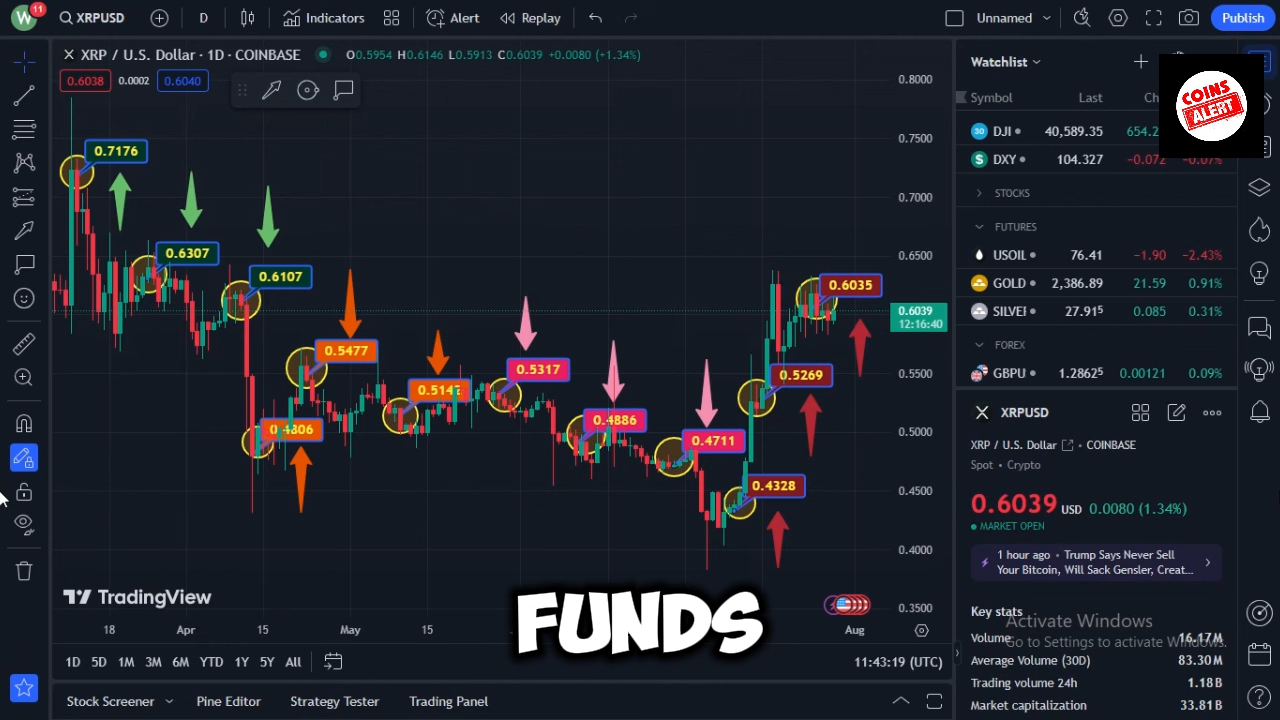 W
11
XRPUSD
D
Indicators
Alert
Replay
Unnamed
Publish
XRP / U.S. Dollar · 1D · COINBASE
O0.5954 H0.6146 L0.5913 C0.6039 +0.0080 (+1.34%)
0.6038
0.0002
0.6040
0.7176
0.6307
0.6107
0.5477
0.4806
0.5317
0.4886
0.4711
0.4328
0.5269
0.6035
0.8000
0.7500
0.7000
0.6500
0.6039
12:16:40
0.5500
0.5000
0.4500
0.4000
0.3500
TradingView
FUNDS
18
Apr
15
May
15
Aug
1D 5D 1M 3M 6M YTD 1Y 5Y All
11:43:19 (UTC)
Stock Screener
Pine Editor
Strategy Tester
Trading Panel
Watchlist
COINS
ALERT
Symbol Last
30 DJI 40,589.35
DXY 104.327 -0.072 -0.07%
STOCKS
FUTURES
USOIL 76.41 -1.90 -2.43%
GOLD 2,386.89 21.59 0.91%
SILVE 27.915 0.085 0.31%
FOREX
GBPU 1.28625 0.00121 0.09%
XRPUSD
XRP / U.S. Dollar COINBASE
Spot • Crypto
0.6039 USD 0.0080 (1.34%)
MARKET OPEN
1 hour ago • Trump Says Never Sell
Your Bitcoin, Will Sack Gensler, Creat...
Key stats
Activate Windows
Go to Settings to activate Windows.
Volume 16.17M
Average Volume (30D) 83.30M
Trading volume 24h 1.18B
Market capitalization 33.81B